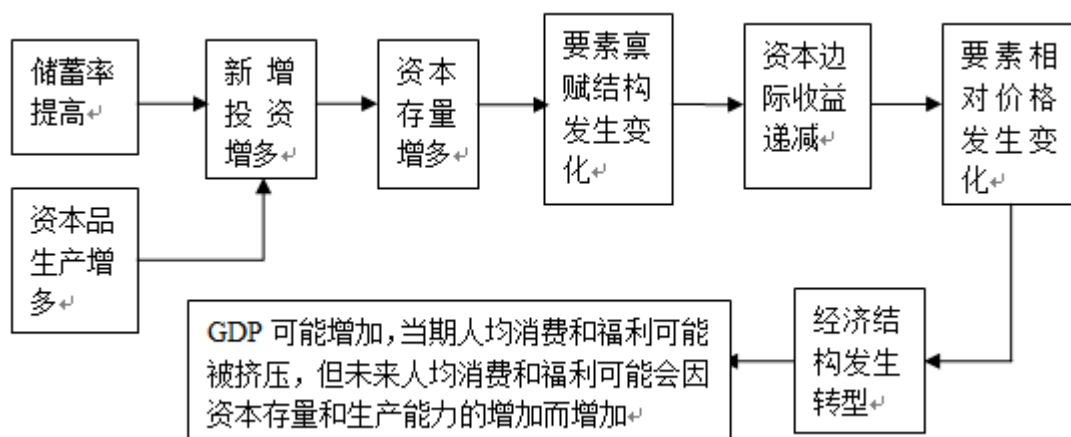 储蓄率
提高
新增
投资
增多
资本
存量
增多
要素禀
赋结构
发生变
化
资本边
际收益
递减
要素相
对价格
发生变
化
资本品
生产增
多
经济结
构发生
转型
GDP 可能增加，当期人均消费和福利可能
被挤压，但未来人均消费和福利可能会因
资本存量和生产能力的增加而增加